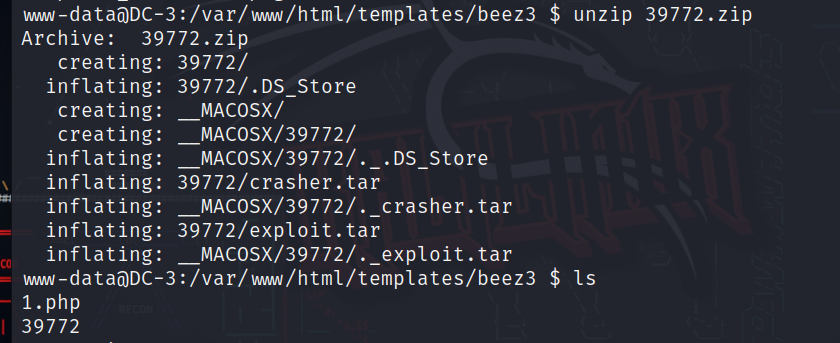 www-data@DC-3:/var/www/html/templates/beez3 $ unzip 39772.zip
Archive:  39772.zip
   creating: 39772/
  inflating: 39772/.DS_Store
   creating: __MACOSX/
   creating: __MACOSX/39772/
  inflating: __MACOSX/39772/._.DS_Store
  inflating: 39772/crasher.tar
  inflating: __MACOSX/39772/._crasher.tar
  inflating: 39772/exploit.tar
  inflating: __MACOSX/39772/._exploit.tar
www-data@DC-3:/var/www/html/templates/beez3 $ ls
1.php
39772
// RECON